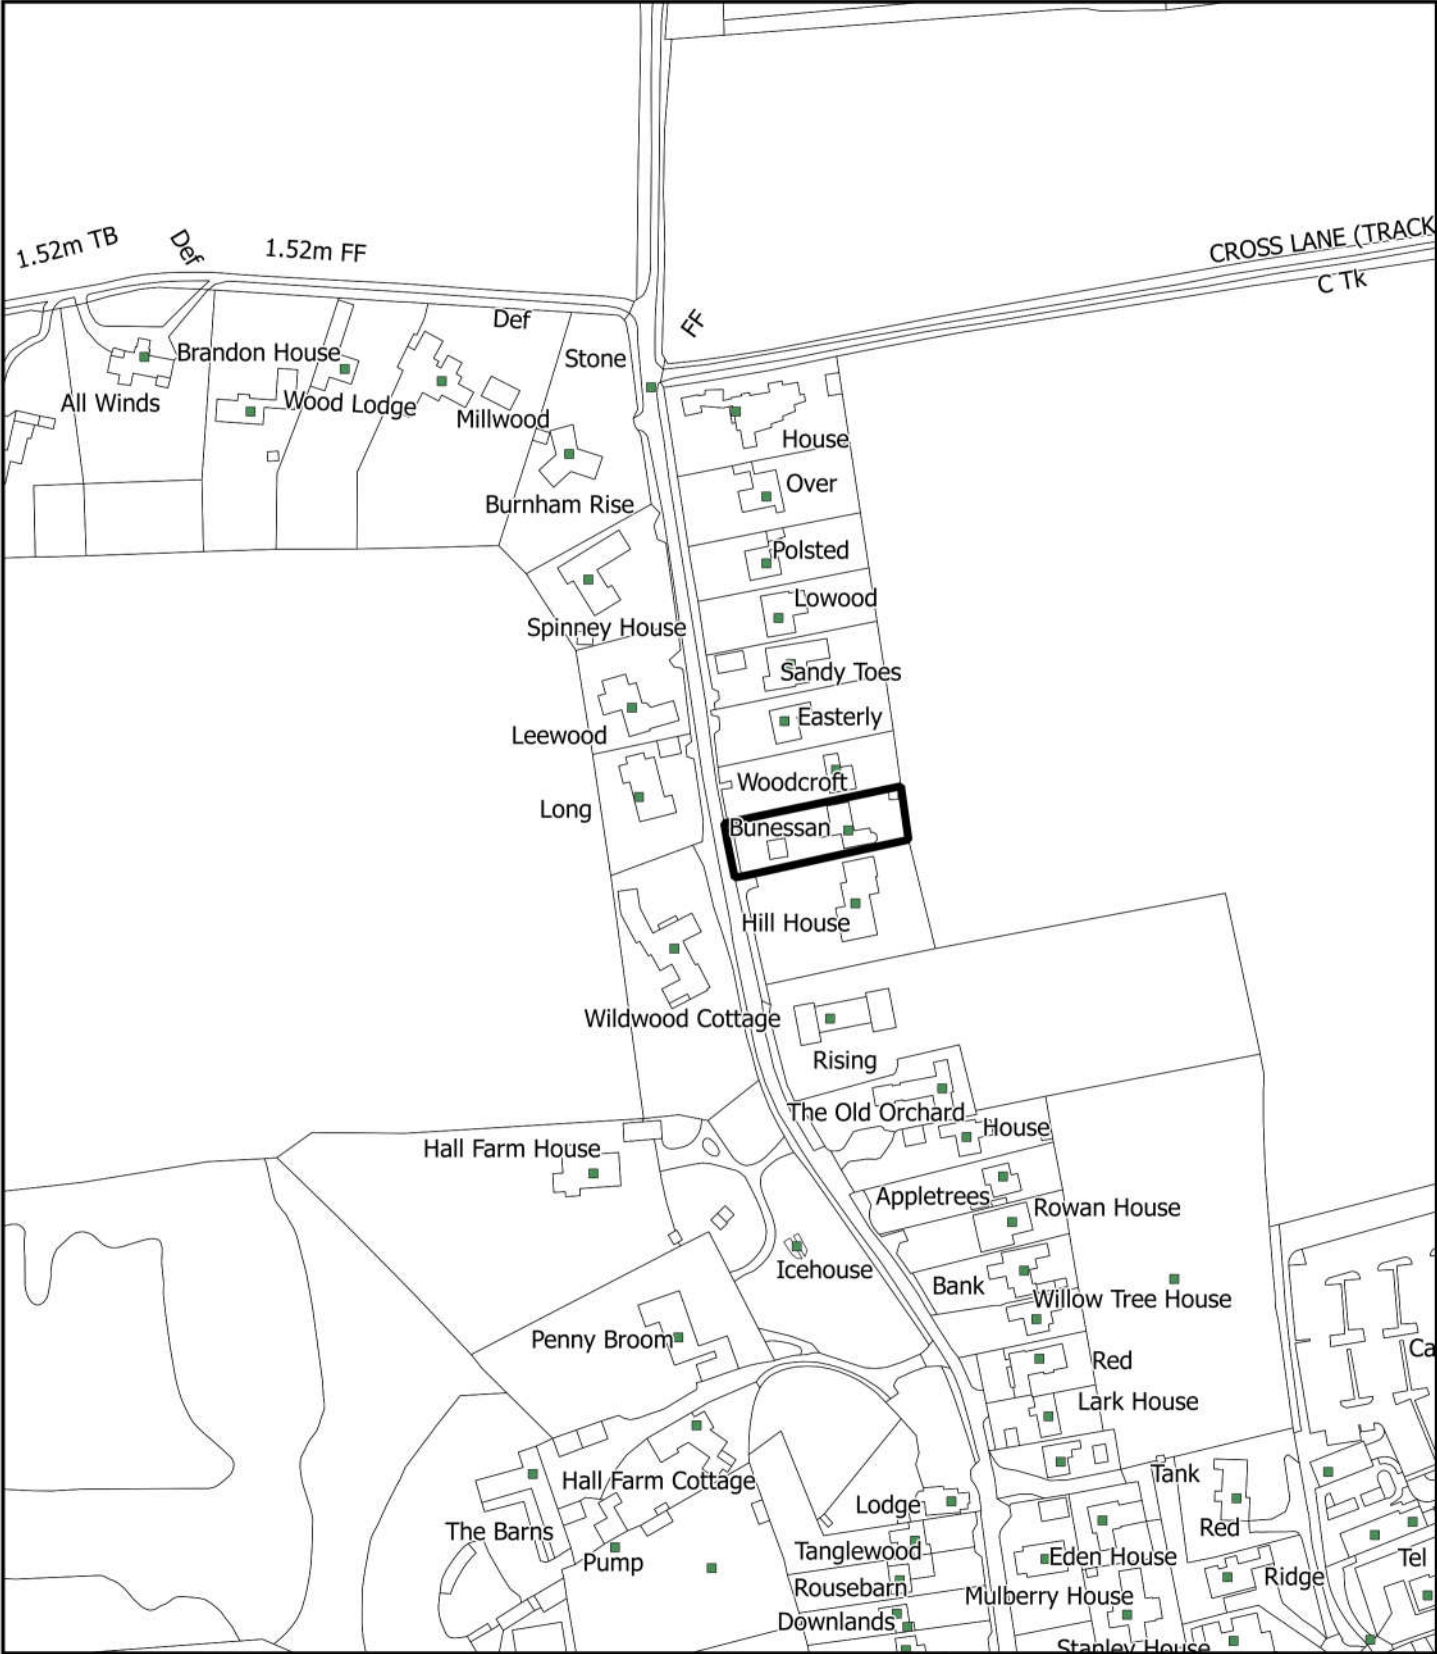 CROSS LANE (TRACK
1.52m TB
Def
1.52m FF
C Tk
Def
FF
Stone
Brandon House
All Winds
Wood Lodge
Millwood
House
Over
Burnham Rise
Polsted
Lowood
Spinney House
Sandy Toes
Easterly
Leewood
Woodcroft
Long
Bunessan
Hill House
Wildwood Cottage
Rising
The Old Orchard
House
Hall Farm House
Appletrees
Rowan House
Icehouse
Bank
Willow Tree House
Penny Broom
Ca
Red
Lark House
Tank
Hall Farm Cottage
Lodge
Red
The Barns
Tanglewood
Eden House
Tel
Pump
Ridge
Rousebarn
Mulberry House
Downlands
Stanley House